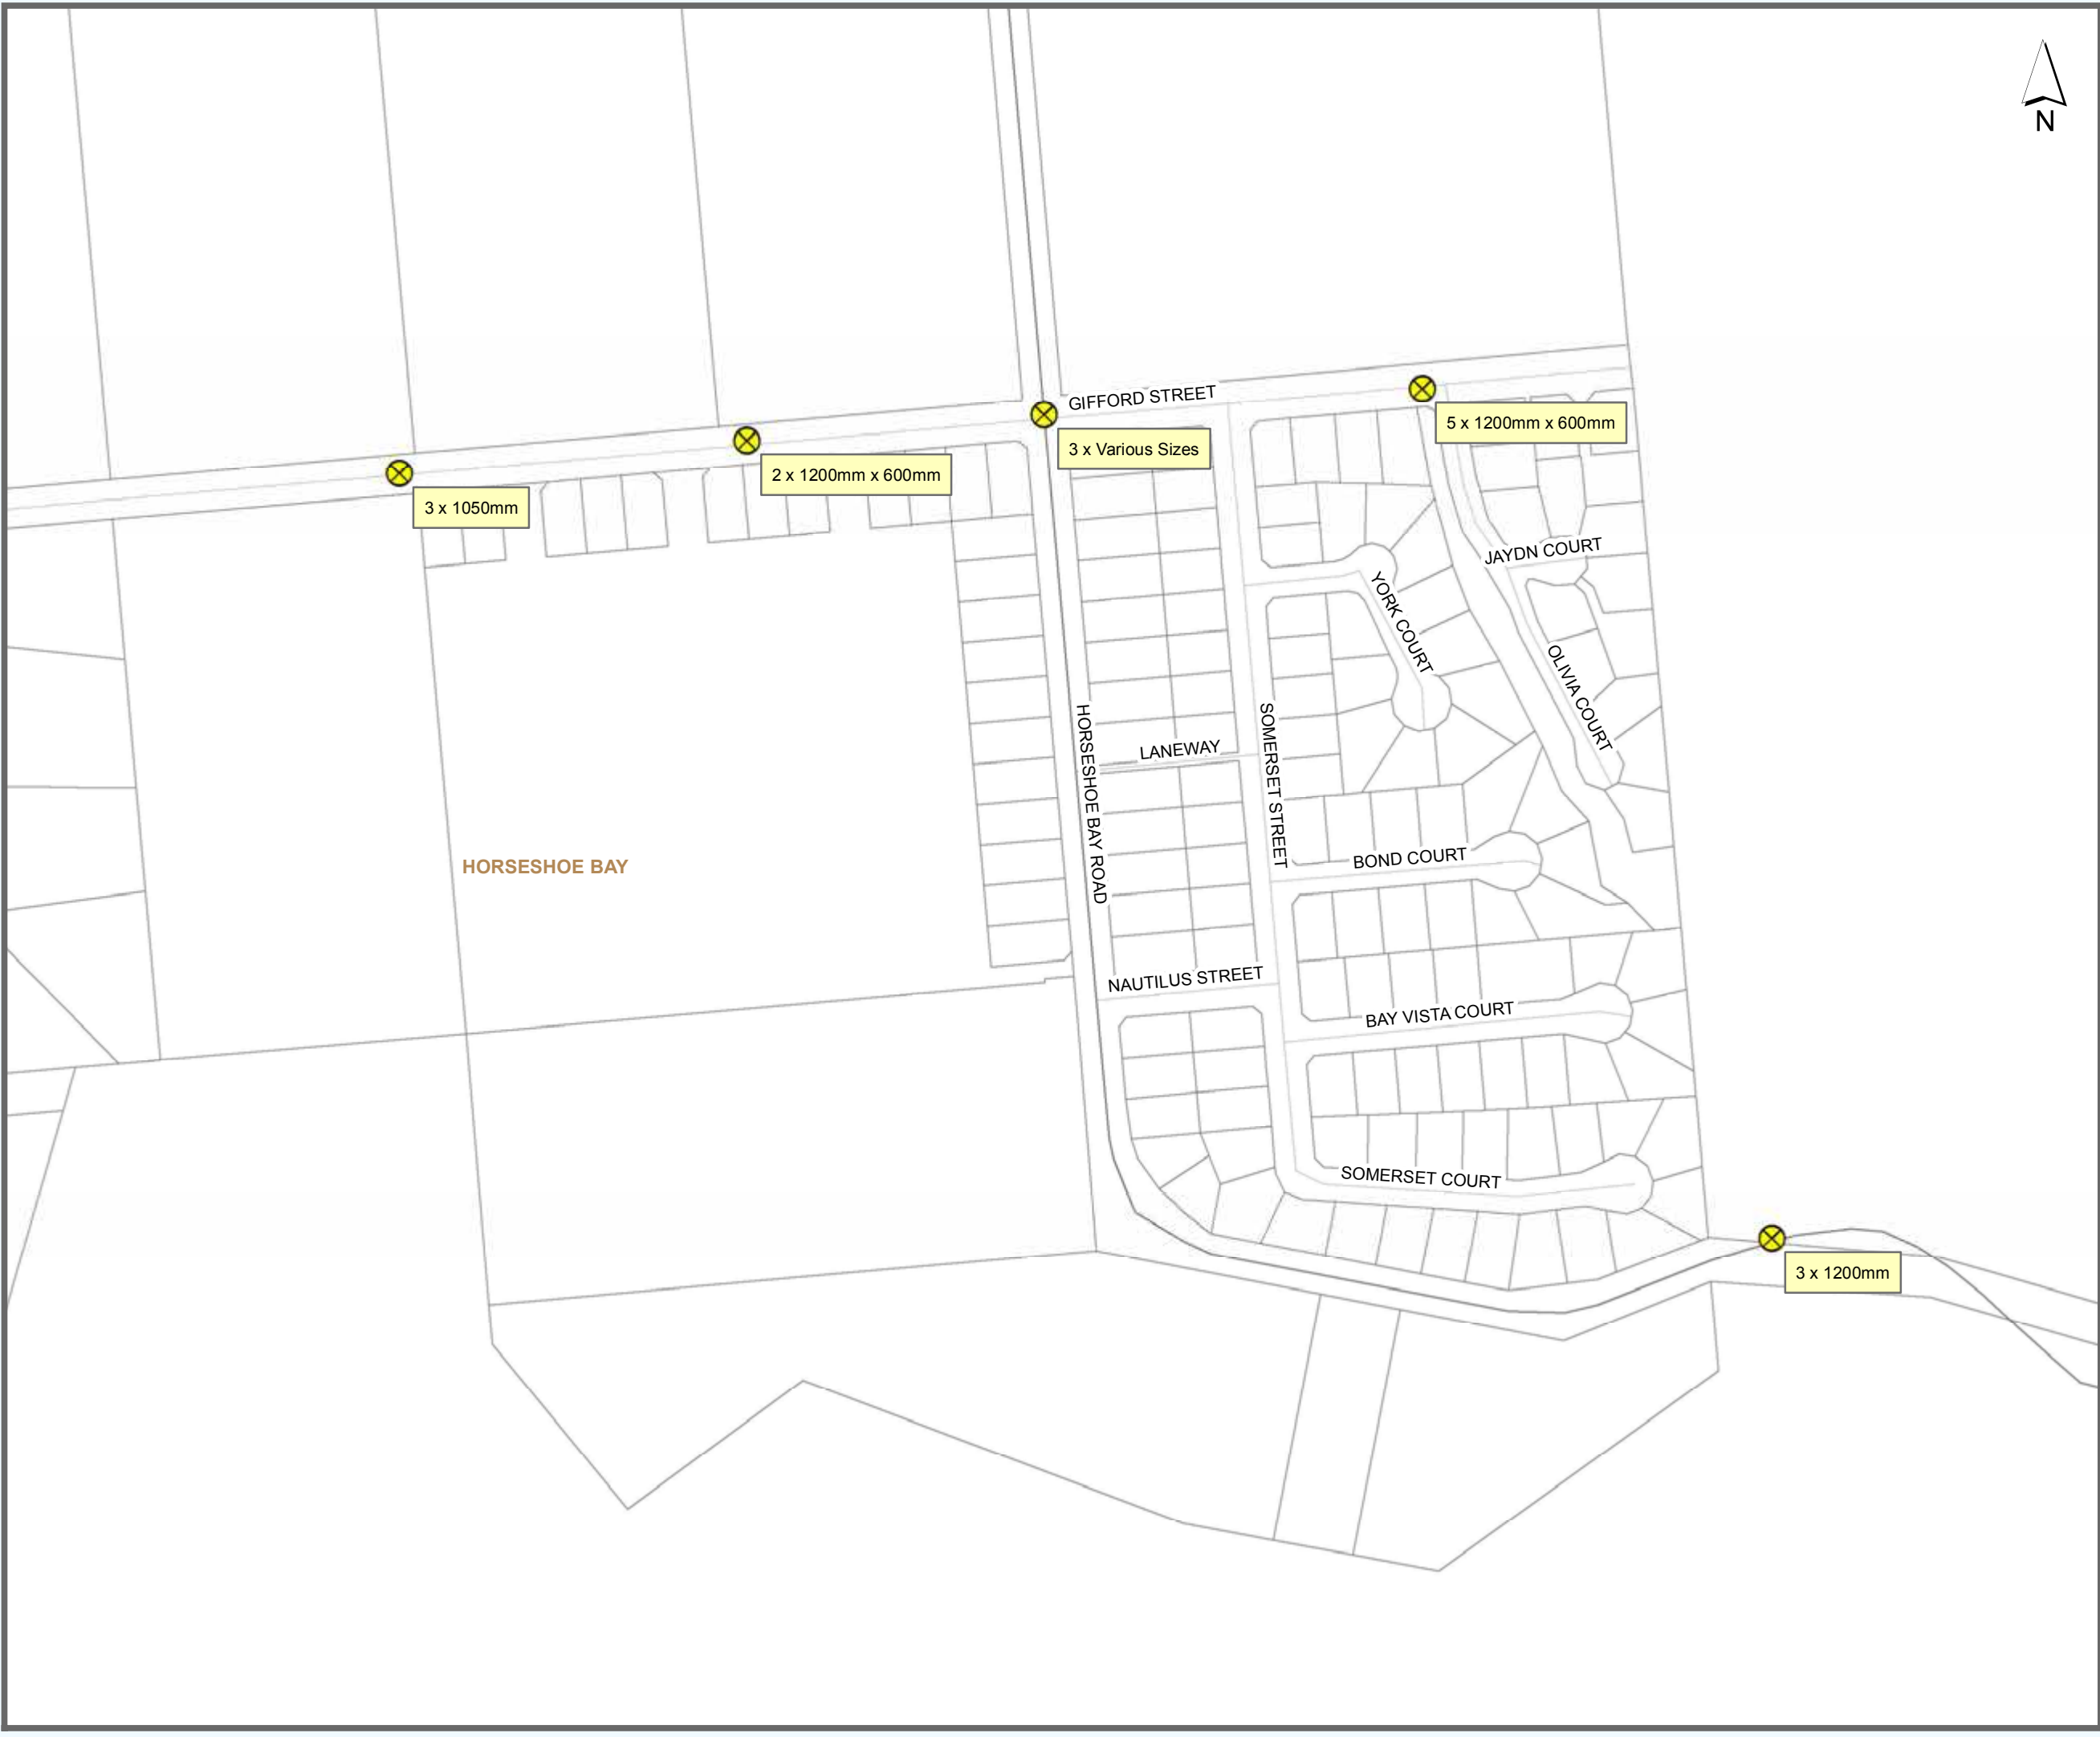 N
GIFFORD STREET
5 x 1200mm x 600mm
3 x Various Sizes
2 x 1200mm x 600mm
3 x 1050mm
JAYDN COURT
YORK COURT
OLIVIA COURT
HORSESHOE BAY ROAD
LANEWAY
SOMERSET STREET
BOND COURT
HORSESHOE BAY
NAUTILUS STREET
BAY VISTA COURT
SOMERSET COURT
3 x 1200mm